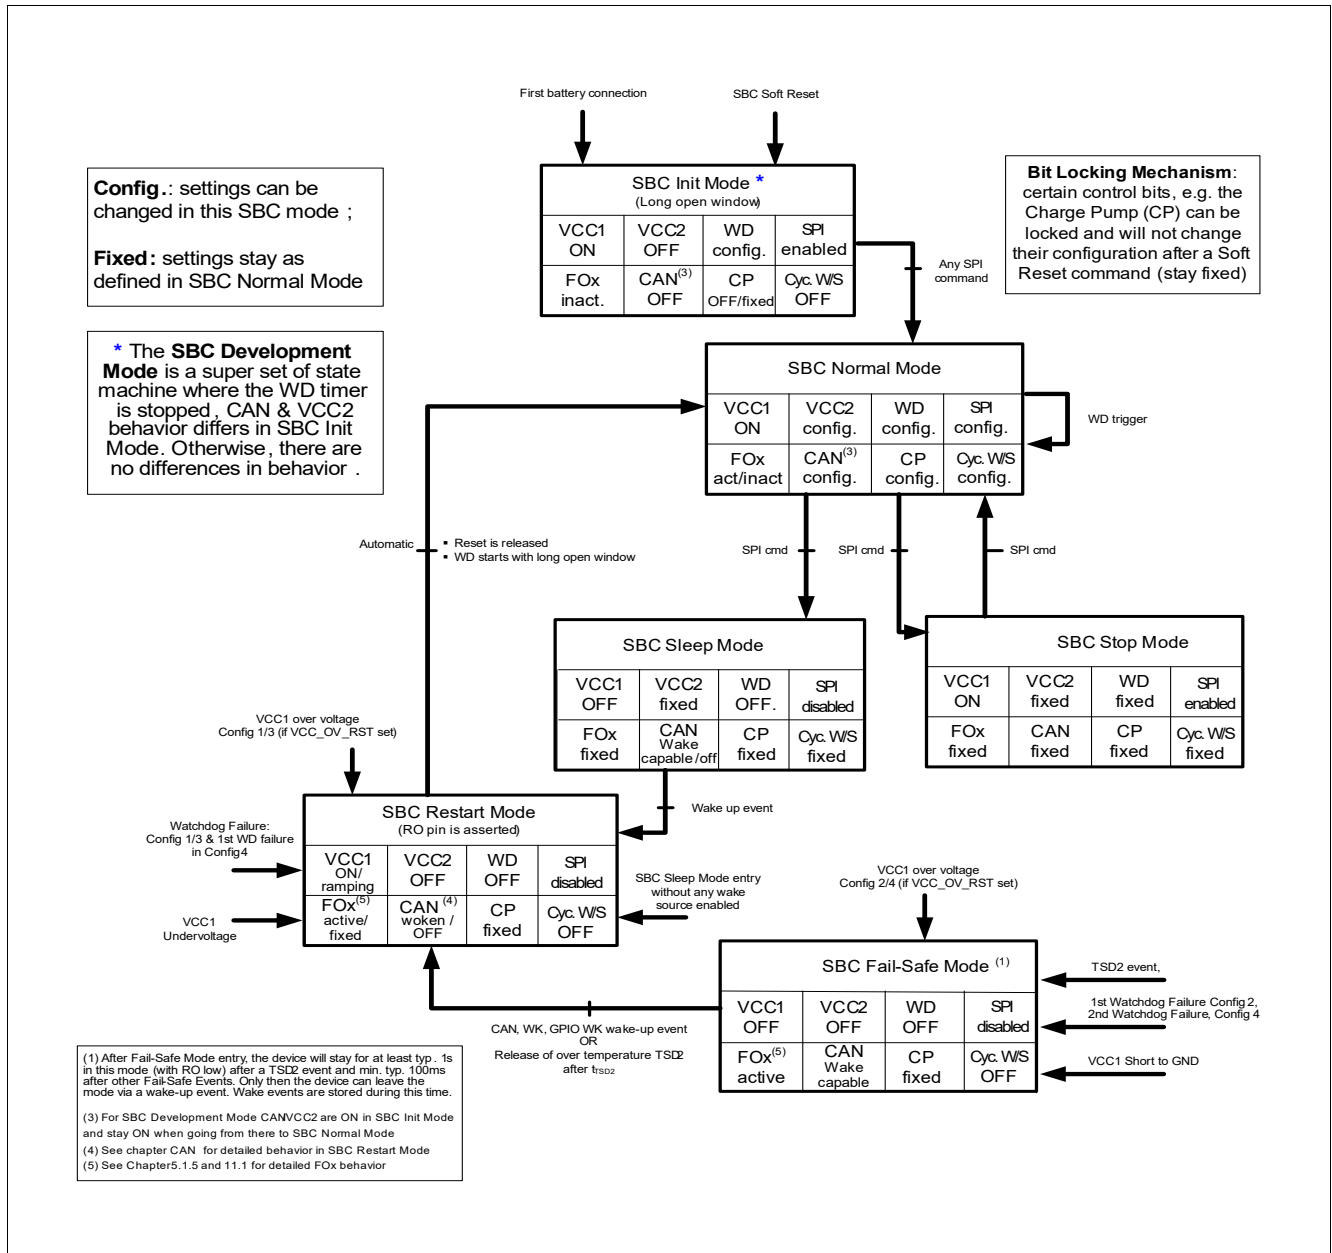 First battery connection
SBC Soft Reset
Config.: settings can be
changed in this SBC mode ;
Fixed: settings stay as
defined in SBC Normal Mode
SBC Init Mode *
(Long open window)
VCC1 VCC2 WD SPI
ON OFF config. enabled
FOx CAN(3) CP Cyc. W/S
inact. OFF OFF/fixed OFF
Bit Locking Mechanism:
certain control bits, e.g. the
Charge Pump (CP) can be
locked and will not change
their configuration after a Soft
Reset command (stay fixed)
Any SPI
command
* The SBC Development
Mode is a super set of state
machine where the WD timer
is stopped , CAN & VCC2
behavior differs in SBC Init
Mode. Otherwise , there are
no differences in behavior .
SBC Normal Mode
VCC1 VCC2 WD SPI
ON config. config. config.
FOx CAN(3) CP Cyc. W/S
act/inact config. config. config.
WD trigger
Automatic
▪ Reset is released
▪ WD starts with long open window
SPI cmd
SPI cmd
SPI cmd
SBC Sleep Mode
VCC1 VCC2 WD SPI
OFF fixed OFF. disabled
FOx CAN CP Cyc. W/S
fixed Wake capable /off fixed fixed
SBC Stop Mode
VCC1 VCC2 WD SPI
ON fixed fixed enabled
FOx CAN CP Cyc. W/S
fixed fixed fixed fixed
VCC1 over voltage
Config 1/3 (if VCC_OV_RST set)
Wake up event
SBC Restart Mode
(RO pin is asserted)
VCC1 VCC2 WD SPI
ON/ OFF OFF disabled
ramping
FOx(5) CAN (4) CP Cyc. W/S
active/ woken / fixed OFF
fixed OFF
Watchdog Failure:
Config 1/3 & 1st WD failure
in Config4
VCC1
Undervoltage
SBC Sleep Mode entry
without any wake
source enabled
VCC1 over voltage
Config 2/4 (if VCC_OV_RST set)
SBC Fail-Safe Mode (1)
VCC1 VCC2 WD SPI
OFF OFF OFF disabled
FOx(5) CAN CP Cyc. W/S
active Wake fixed OFF
capable
TSD2 event,
1st Watchdog Failure Config 2,
2nd Watchdog Failure, Config 4
VCC1 Short to GND
CAN, WK, GPIO WK wake-up event
OR
Release of over temperature TSD2
after tTSD2
(1) After Fail-Safe Mode entry, the device will stay for at least typ . 1s
in this mode (with RO low) after a TSD2 event and min. typ. 100ms
after other Fail-Safe Events. Only then the device can leave the
mode via a wake-up event. Wake events are stored during this time.
(3) For SBC Development Mode CAN/VCC2 are ON in SBC Init Mode
and stay ON when going from there to SBC Normal Mode
(4) See chapter CAN for detailed behavior in SBC Restart Mode
(5) See Chapter5.1.5 and 11.1 for detailed FOx behavior